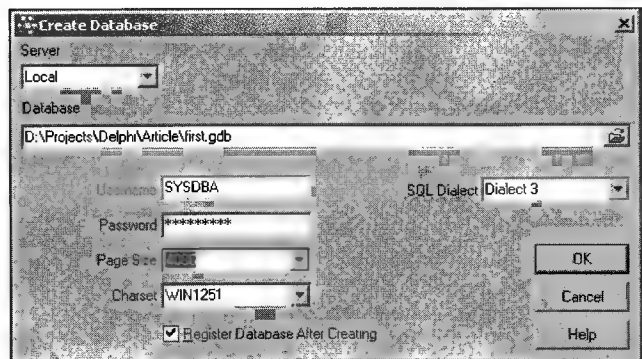 Create Database
Server
Local
Database
D:\Projects\Delphi\Article\first.gdb
Username SYSDBA SQL Dialect Dialect 3
Password *********
Page Size
OK
Charset WIN1251
Cancel
Register Database After Creating
Help